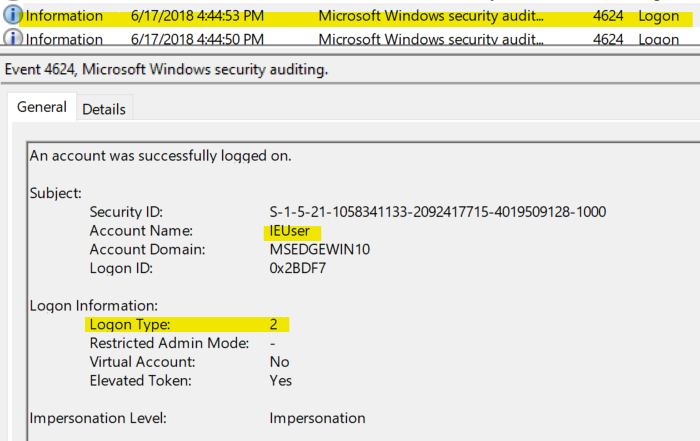 Information 6/17/2018 4:44:53 PM Microsoft Windows security audit... 4624 Logon
Information 6/17/2018 4:44:50 PM Microsoft Windows security audit... 4624 Logon
Event 4624, Microsoft Windows security auditing.
General Details
An account was successfully logged on.
Subject:
Security ID: S-1-5-21-1058341133-2092417715-4019509128-1000
Account Name: IEUser
Account Domain: MSEDGEWIN10
Logon ID: 0x2BDF7
Logon Information:
Logon Type: 2
Restricted Admin Mode: -
Virtual Account: No
Elevated Token: Yes
Impersonation Level: Impersonation